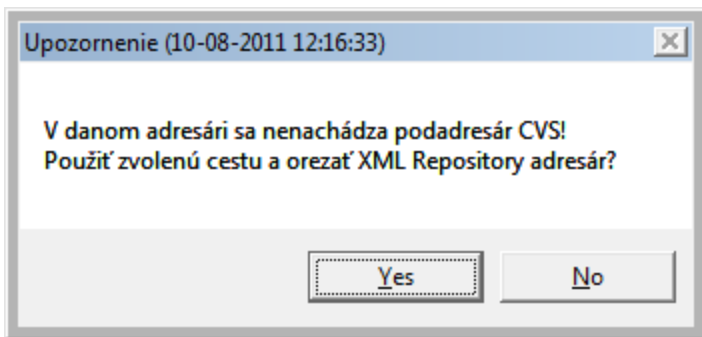 Upozornenie (10-08-2011 12:16:33)
V danom adresári sa nenachádza podadresár CVS!
Použiť zvolenú cestu a orezať XML Repository adresár?
Yes
No